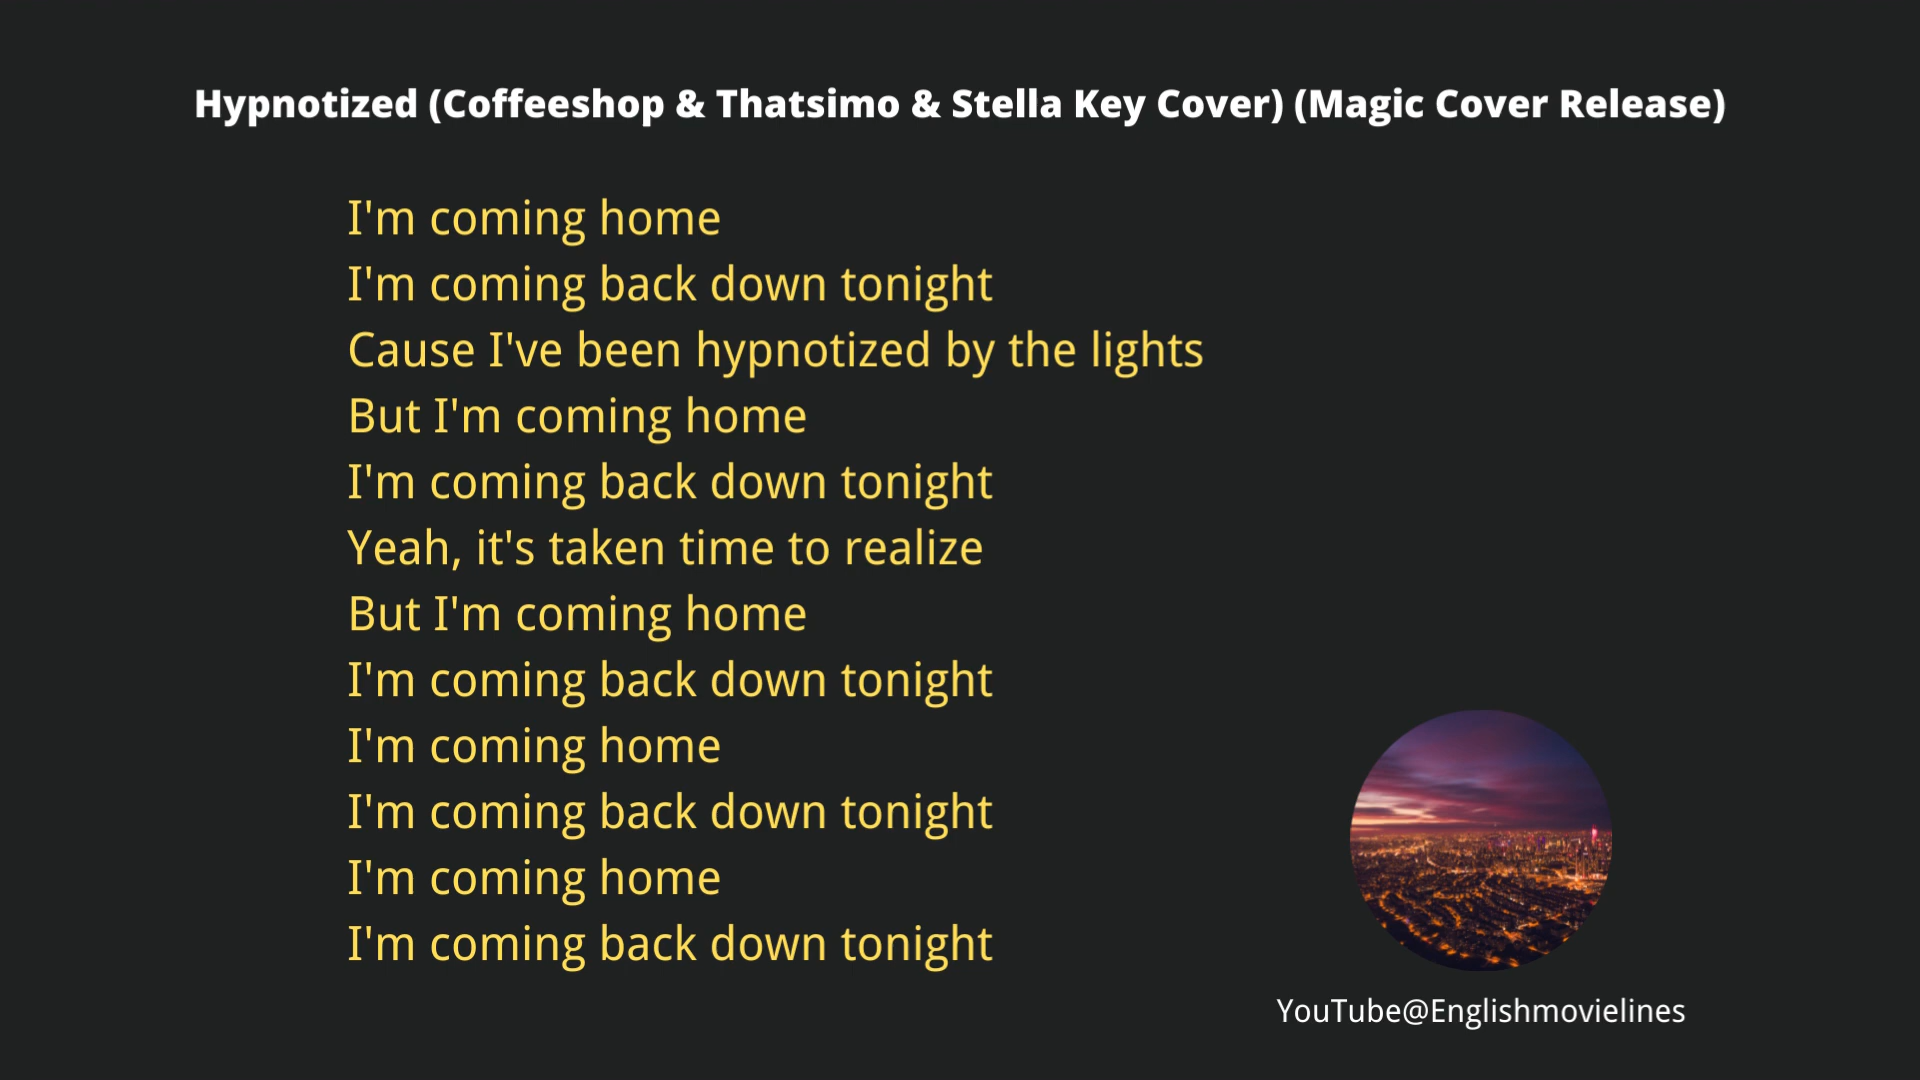 Hypnotized (Coffeeshop & Thatsimo & Stella Key Cover) (Magic Cover Release)
I'm coming home
I'm coming back down tonight
Cause I've been hypnotized by the lights
But I'm coming home
I'm coming back down tonight
Yeah, it's taken time to realize
But I'm coming home
I'm coming back down tonight
I'm coming home
I'm coming back down tonight
I'm coming home
I'm coming back down tonight
YouTube@Englishmovielines